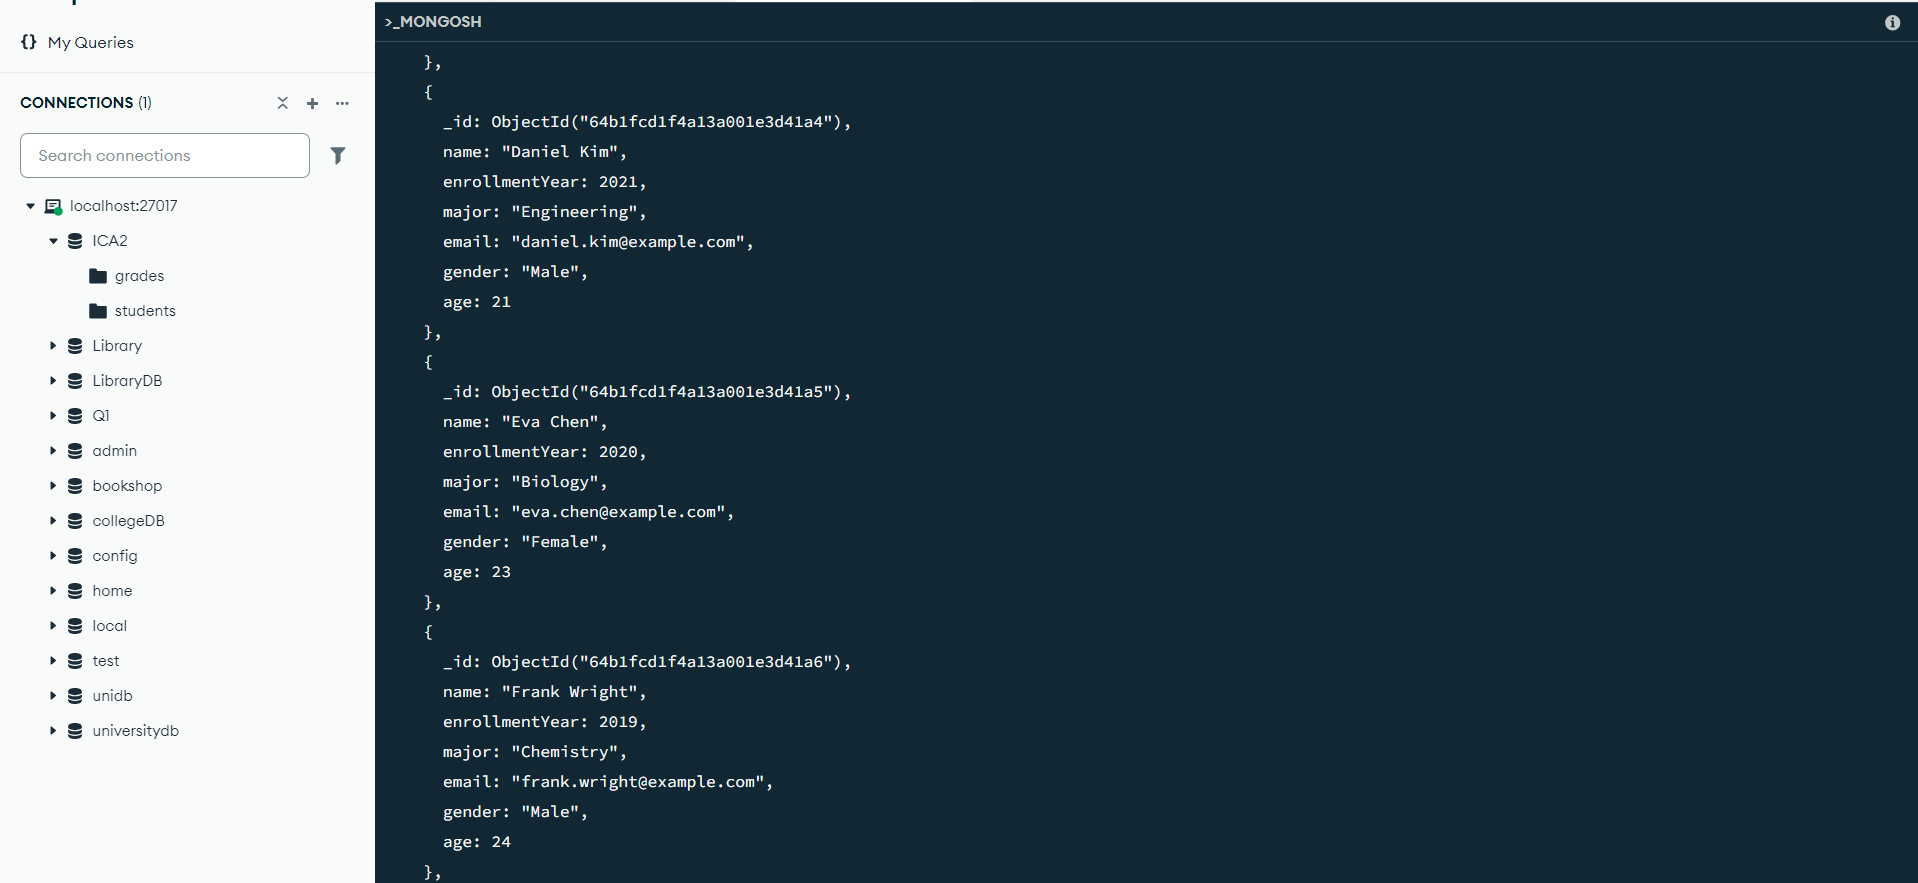 My Queries
CONNECTIONS (1)
Search connections
localhost:27017
ICA2
grades
students
Library
LibraryDB
Q1
admin
bookshop
collegeDB
config
home
local
test
unidb
universitydb
>_MONGOSH
},
{
_id: ObjectId("64b1fcd1f4a13a001e3d41a4"),
name: "Daniel Kim",
enrollmentYear: 2021,
major: "Engineering",
email: "daniel.kim@example.com",
gender: "Male",
age: 21
},
{
_id: ObjectId("64b1fcd1f4a13a001e3d41a5"),
name: "Eva Chen",
enrollmentYear: 2020,
major: "Biology",
email: "eva.chen@example.com",
gender: "Female",
age: 23
},
{
_id: ObjectId("64b1fcd1f4a13a001e3d41a6"),
name: "Frank Wright",
enrollmentYear: 2019,
major: "Chemistry",
email: "frank.wright@example.com",
gender: "Male",
age: 24
},